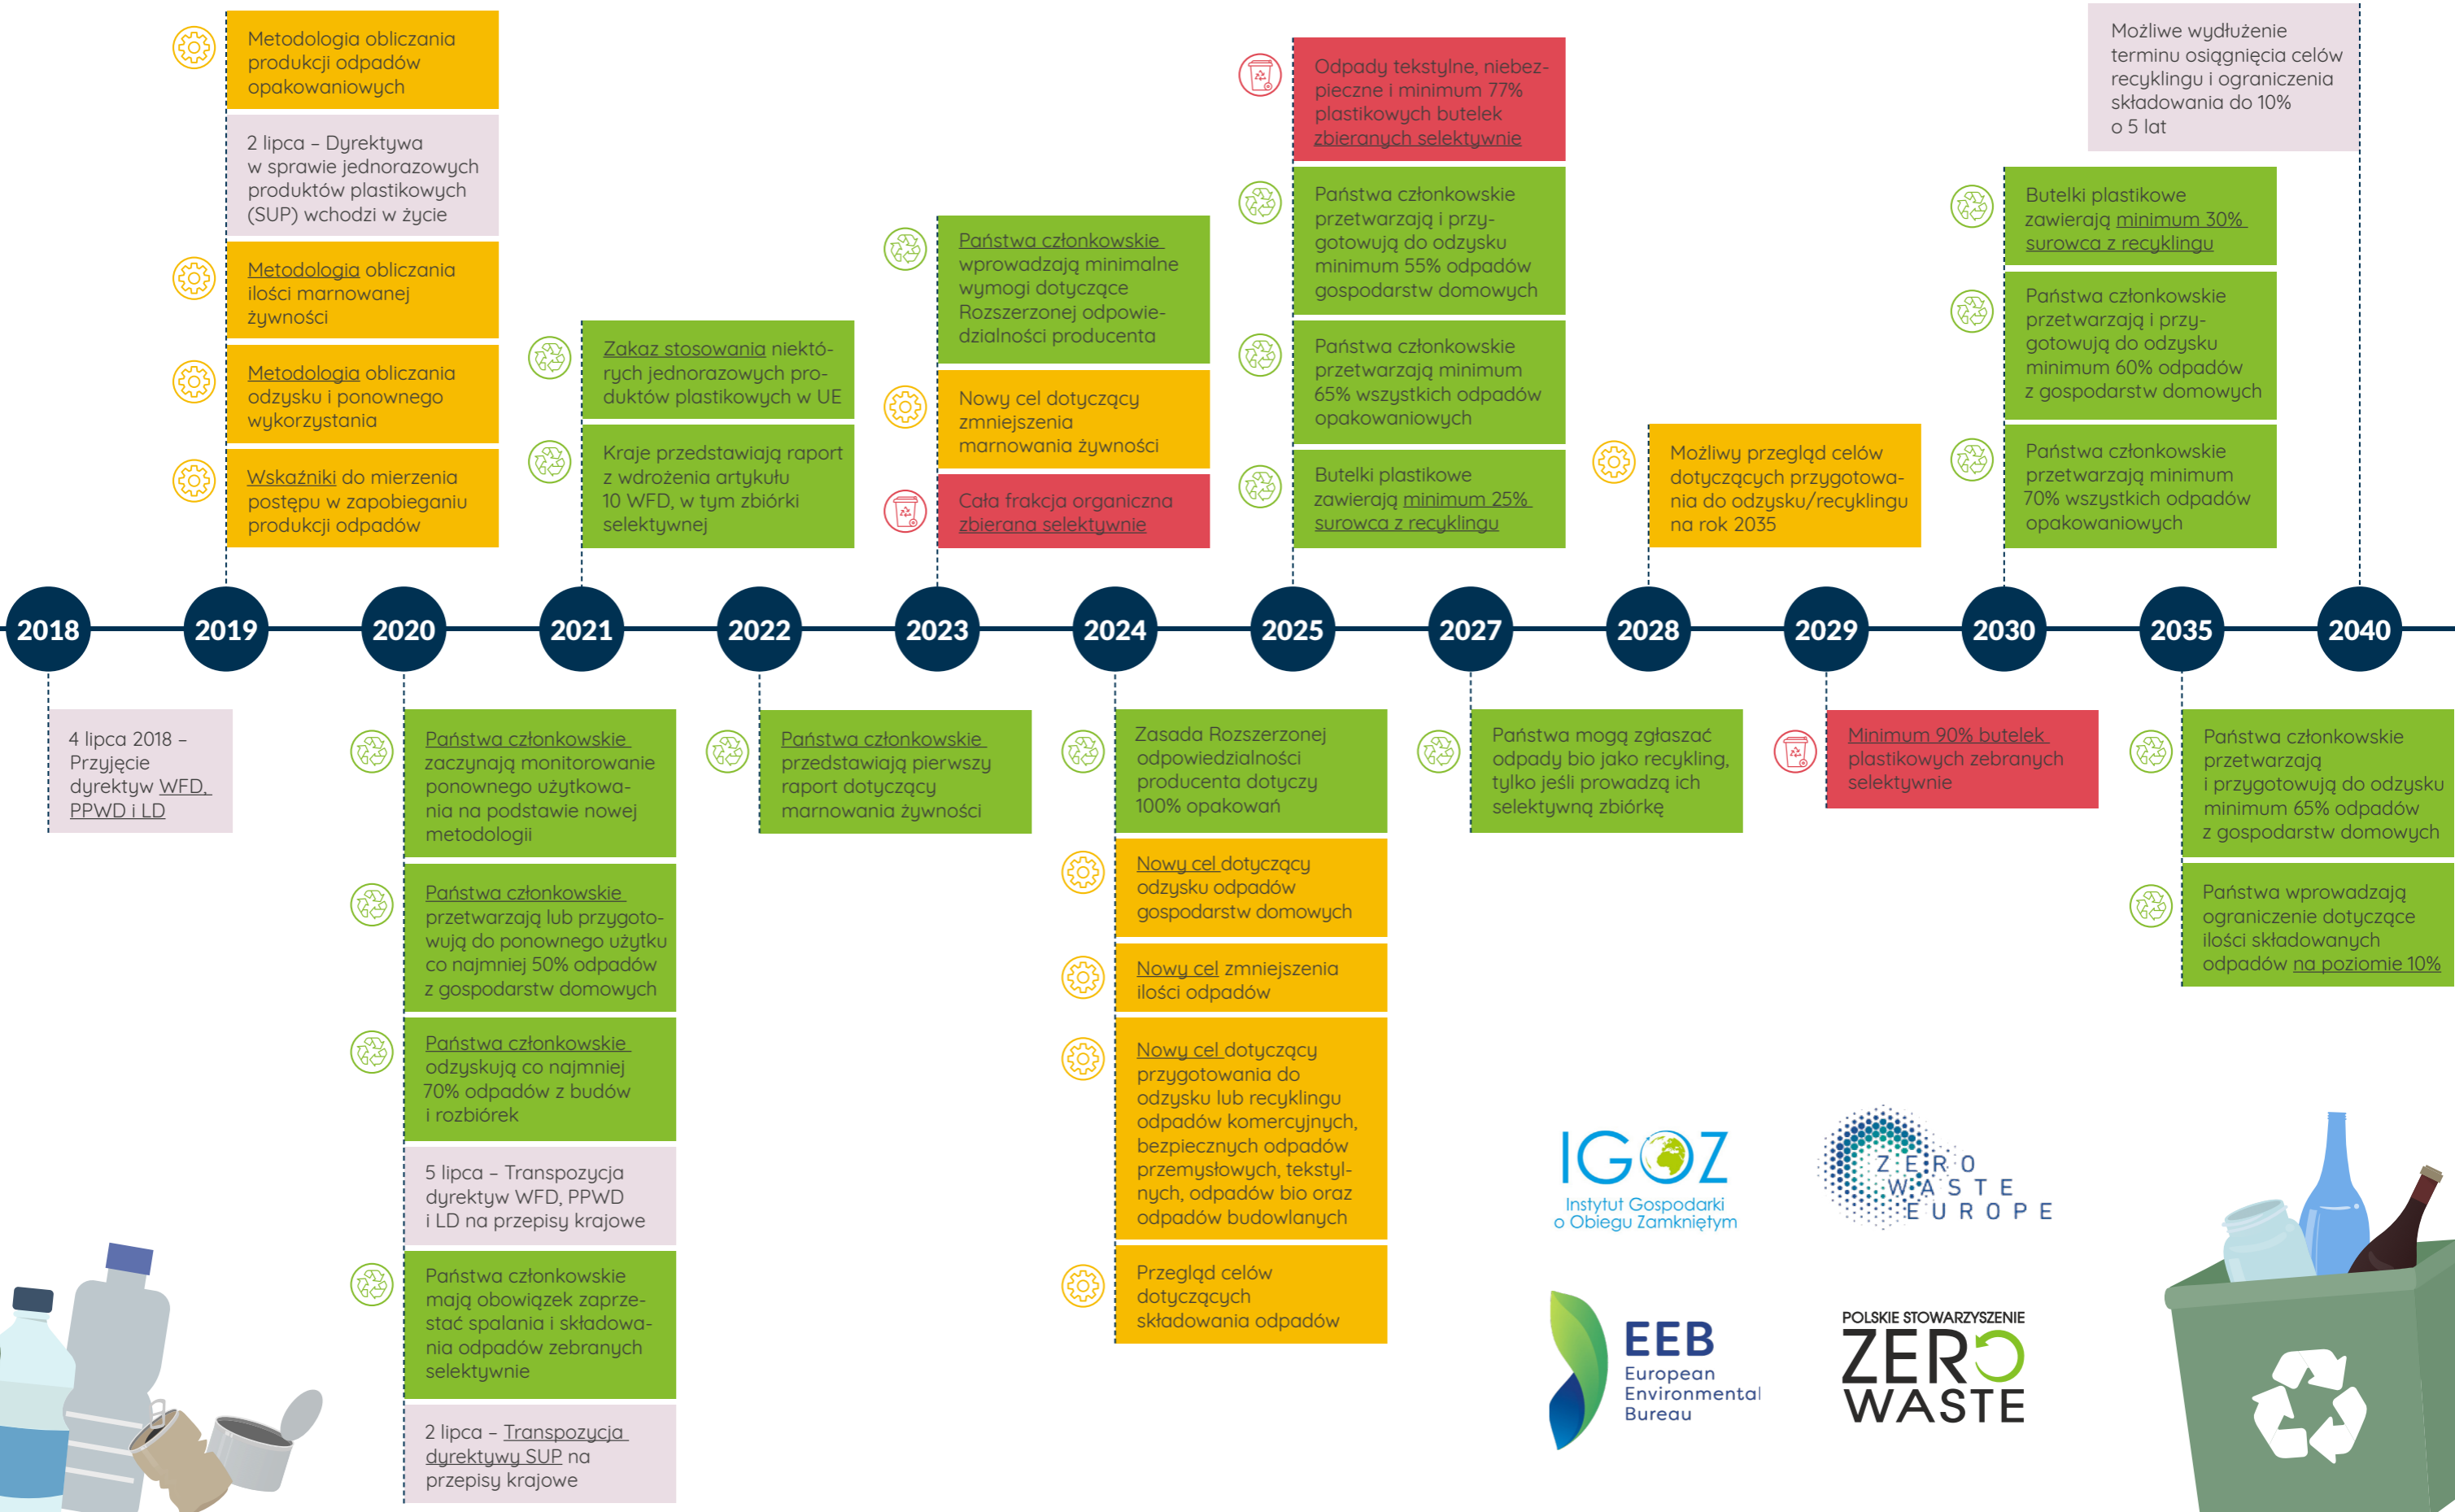 Metodologia obliczania
produkcji odpadów
opakowaniowych
2 lipca – Dyrektywa
w sprawie jednorazowych
produktów plastikowych
(SUP) wchodzi w życie
Metodologia obliczania
ilości marnowanej
żywności
Metodologia obliczania
odzysku i ponownego
wykorzystania
Wskaźniki do mierzenia
postępu w zapobieganiu
produkcji odpadów
Zakaz stosowania niektó-
rych jednorazowych pro-
duktów plastikowych w UE
Kraje przedstawiają raport
z wdrożenia artykułu
10 WFD, w tym zbiórki
selektywnej
Państwa członkowskie
wprowadzają minimalne
wymogi dotyczące
Rozszerzonej odpowie-
dzialności producenta
Nowy cel dotyczący
zmniejszenia
marnowania żywności
Cała frakcja organiczna
zbierana selektywnie
Odpady tekstylne, niebez-
pieczne i minimum 77%
plastikowych butelek
zbieranych selektywnie
Państwa członkowskie
przetwarzają i przy-
gotowują do odzysku
minimum 55% odpadów
gospodarstw domowych
Państwa członkowskie
przetwarzają minimum
65% wszystkich odpadów
opakowaniowych
Butelki plastikowe
zawierają minimum 25%
surowca z recyklingu
Możliwy przegląd celów
dotyczących przygotowa-
nia do odzysku/recyklingu
na rok 2035
Butelki plastikowe
zawierają minimum 30%
surowca z recyklingu
Państwa członkowskie
przetwarzają i przy-
gotowują do odzysku
minimum 60% odpadów
z gospodarstw domowych
Państwa członkowskie
przetwarzają minimum
70% wszystkich odpadów
opakowaniowych
Możliwe wydłużenie
terminu osiągnięcia celów
recyklingu i ograniczenia
składowania do 10%
o 5 lat
2018 2019 2020 2021 2022 2023 2024 2025 2027 2028 2029 2030 2035 2040
4 lipca 2018 –
Przyjęcie
dyrektyw WFD,
PPWD i LD
Państwa członkowskie
zaczynają monitorowanie
ponownego użytkowa-
nia na podstawie nowej
metodologii
Państwa członkowskie
przetwarzają lub przygoto-
wują do ponownego użytku
co najmniej 50% odpadów
z gospodarstw domowych
Państwa członkowskie
odzyskują co najmniej
70% odpadów z budów
i rozbiórek
5 lipca – Transpozycja
dyrektyw WFD, PPWD
i LD na przepisy krajowe
Państwa członkowskie
mają obowiązek zaprze-
stać spalania i składowa-
nia odpadów zebranych
selektywnie
2 lipca – Transpozycja
dyrektywy SUP na
przepisy krajowe
Państwa członkowskie
przedstawiają pierwszy
raport dotyczący
marnowania żywności
Zasada Rozszerzonej
odpowiedzialności
producenta dotyczy
100% opakowań
Nowy cel dotyczący
odzysku odpadów
gospodarstw domowych
Nowy cel zmniejszenia
ilości odpadów
Nowy cel dotyczący
przygotowania do
odzysku lub recyklingu
odpadów komercyjnych,
bezpiecznych odpadów
przemysłowych, tekstyl-
nych, odpadów bio oraz
odpadów budowlanych
Przegląd celów
dotyczących
składowania odpadów
Państwa mogą zgłaszać
odpady bio jako recykling,
tylko jeśli prowadzą ich
selektywną zbiórkę
Minimum 90% butelek
plastikowych zebranych
selektywnie
Państwa członkowskie
przetwarzają
i przygotowują do odzysku
minimum 65% odpadów
z gospodarstw domowych
Państwa wprowadzają
ograniczenie dotyczące
ilości składowanych
odpadów na poziomie 10%
IGOZ
Instytut Gospodarki
o Obiegu Zamkniętym
ZERO
WASTE
EUROPE
EEB
European
Environmental
Bureau
POLSKIE STOWARZYSZENIE
ZERO
WASTE